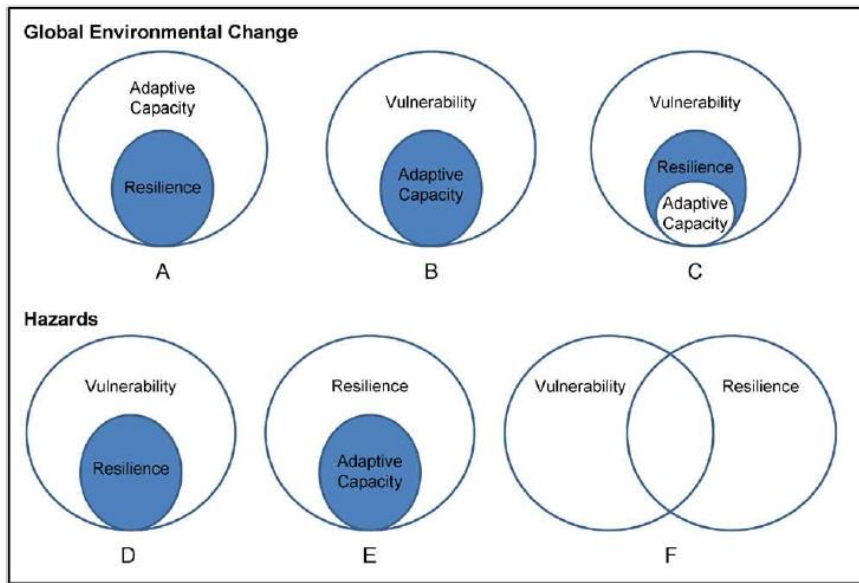 Global Environmental Change
Adaptive
Capacity
Resilience
A
Vulnerability
Adaptive
Capacity
B
Vulnerability
Resilience
Adaptive
Capacity
C
Hazards
Vulnerability
Resilience
D
Resilience
Adaptive
Capacity
E
Vulnerability
Resilience
F